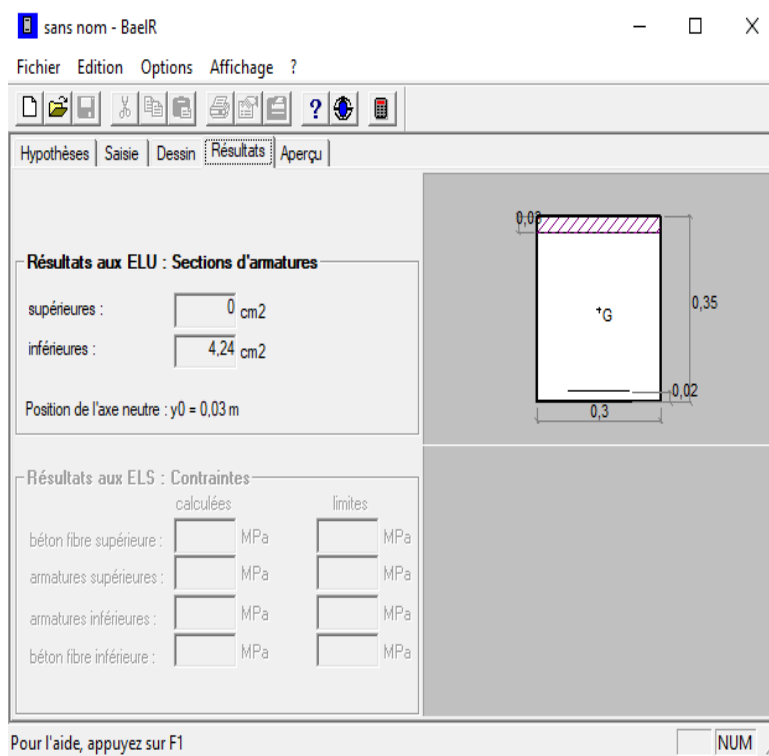 sans nom - BaelR
Fichier Edition Options Affichage ?
Hypothèses Saisie Dessin Résultats Aperçu
Résultats aux ELU : Sections d'armatures
supérieures : 0 cm2
inférieures : 4,24 cm2
Position de l'axe neutre : y0 = 0,03 m
Résultats aux ELS : Contraintes
calculées limites
béton fibre supérieure : MPa MPa
armatures supérieures : MPa MPa
armatures inférieures : MPa MPa
béton fibre inférieure : MPa MPa
0,03
G
0,35
0,02
0,3
Pour l'aide, appuyez sur F1
NUM